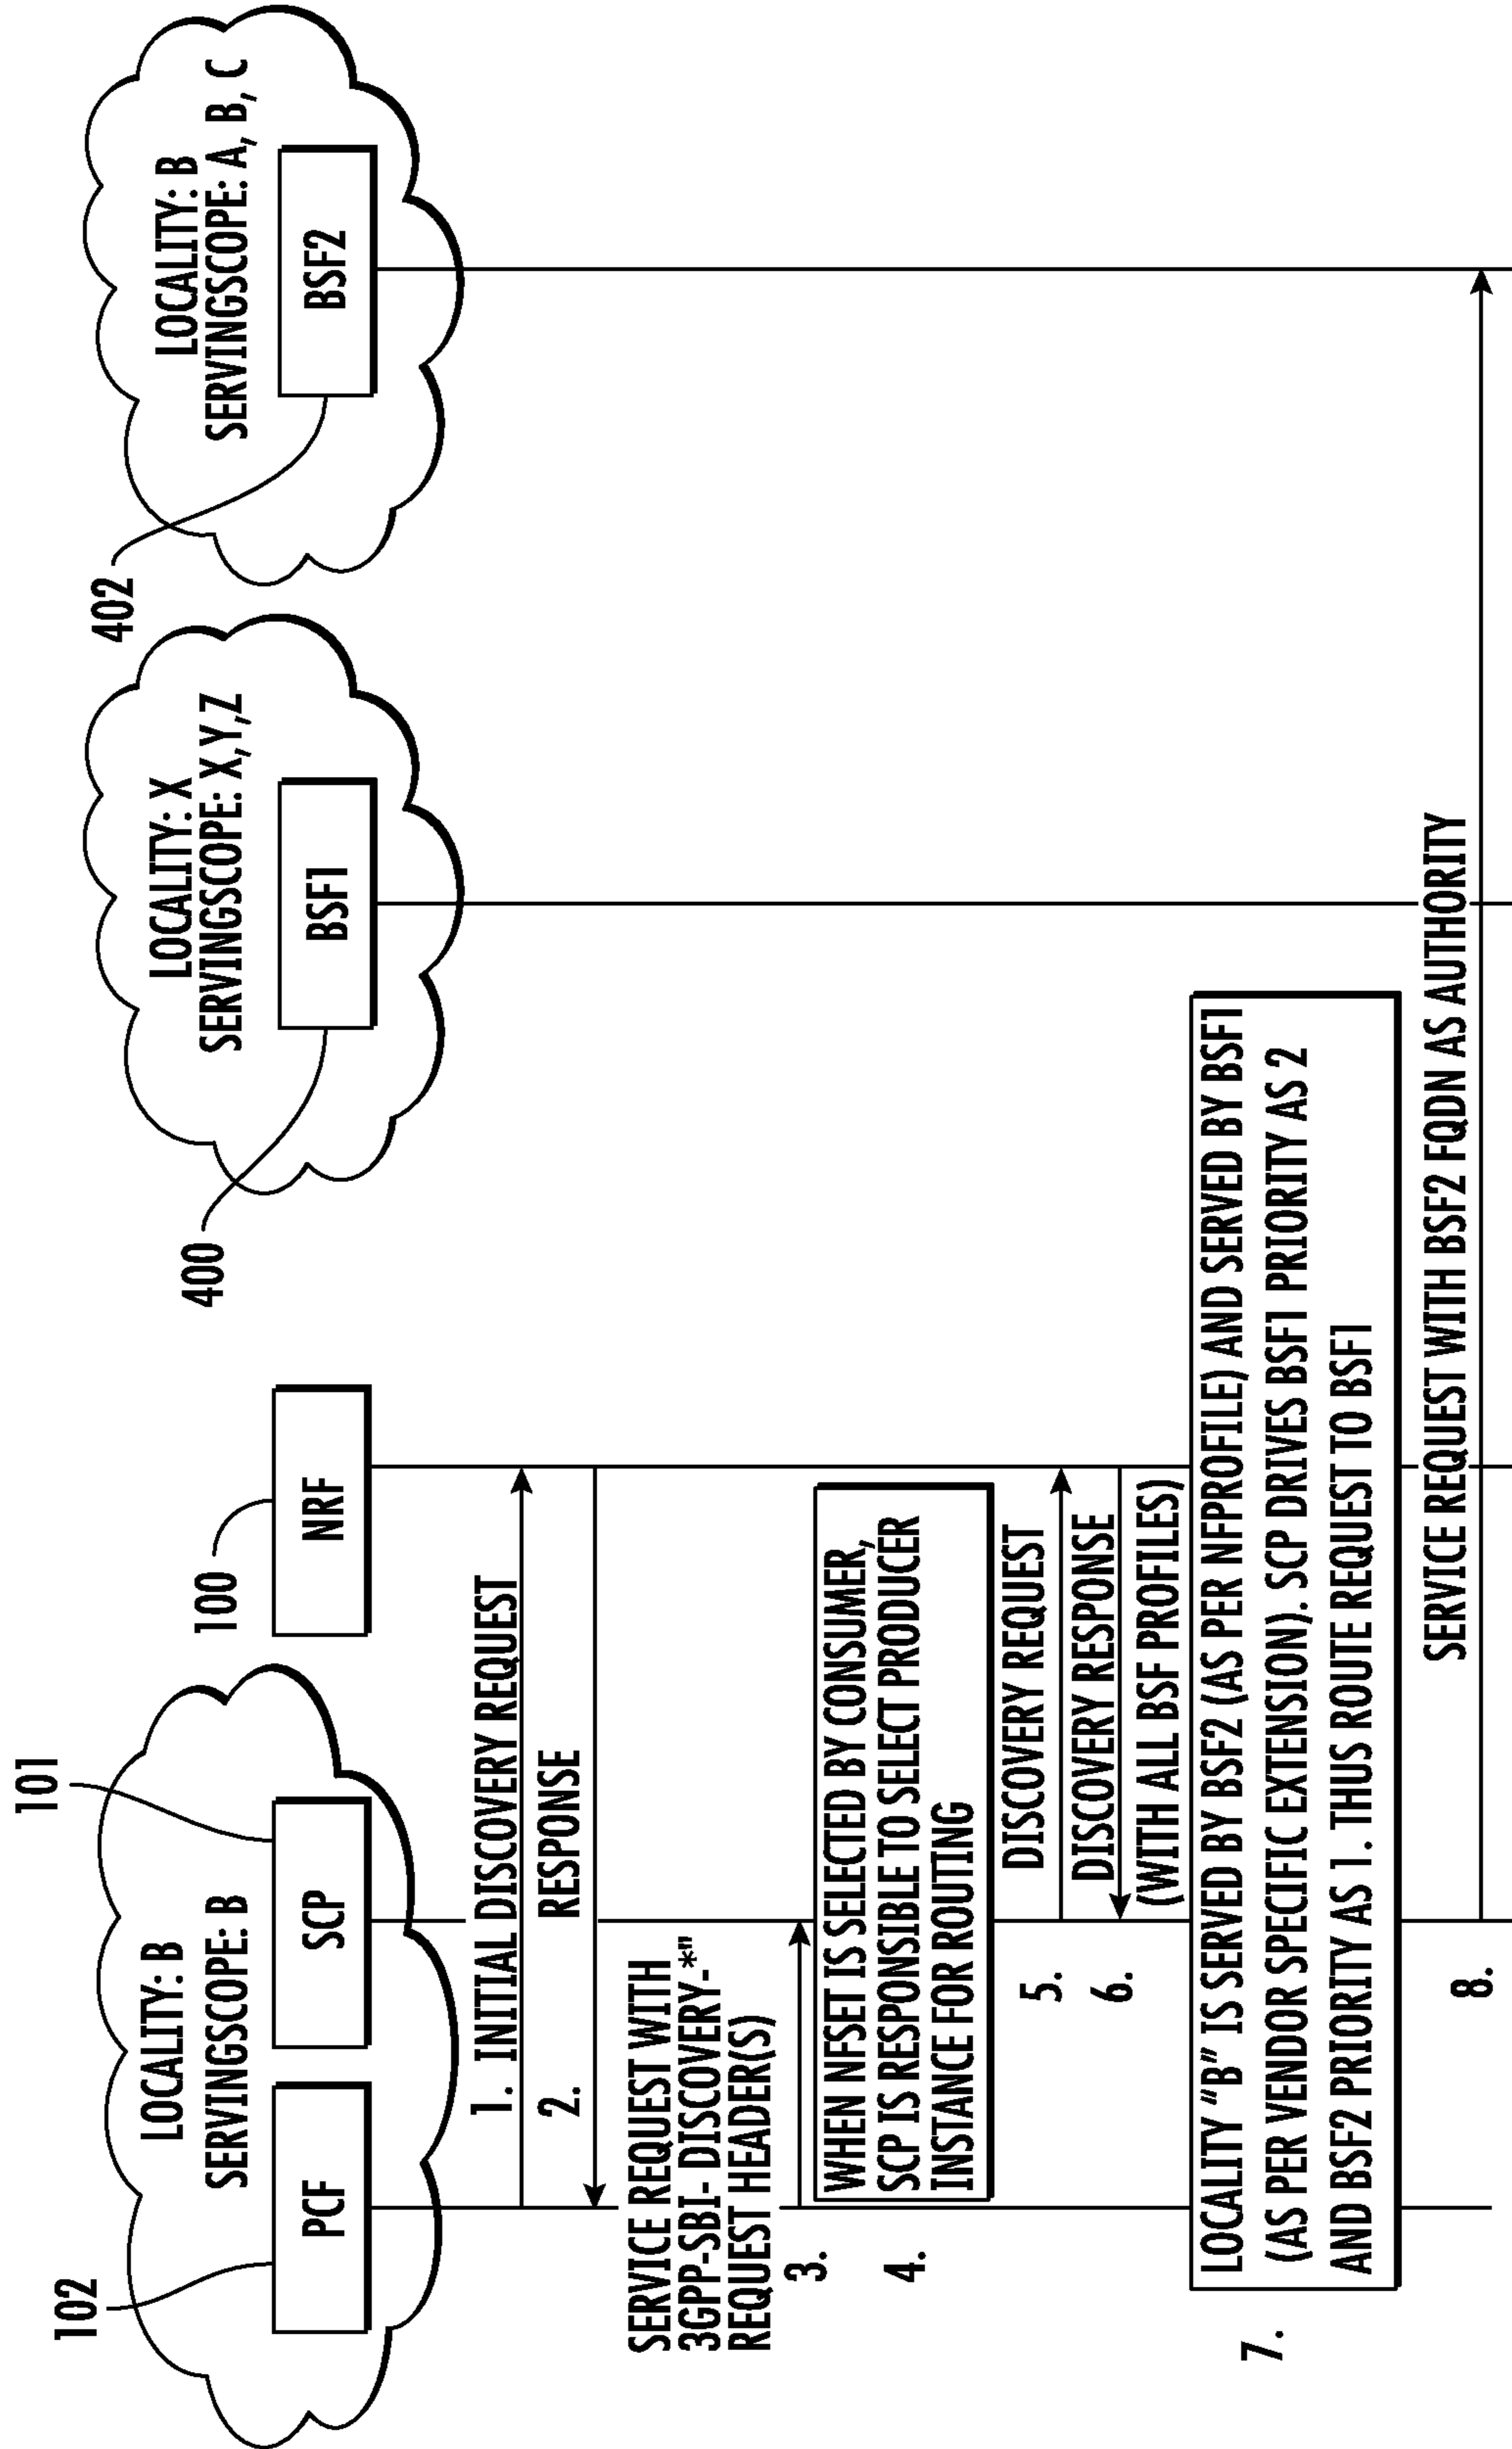 102
101
LOCALITY: B
SERVINGSCOPE: B
PCF
SCP
100
NRF
400
LOCALITY: X
SERVINGSCOPE: X,Y,Z
BSF1
402
LOCALITY: B
SERVINGSCOPE: A, B, C
BSF2
1. INITIAL DISCOVERY REQUEST
2. RESPONSE
SERVICE REQUEST WITH
3GPP-SBI- DISCOVERY-*"
REQUEST HEADER(S)
3.
4.
WHEN NFSET IS SELECTED BY CONSUMER,
SCP IS RESPONSIBLE TO SELECT PRODUCER
INSTANCE FOR ROUTING
5.
DISCOVERY REQUEST
6.
DISCOVERY RESPONSE
(WITH ALL BSF PROFILES)
7.
LOCALITY "B" IS SERVED BY BSF2 (AS PER NFPROFILE) AND SERVED BY BSF1
(AS PER VENDOR SPECIFIC EXTENSION). SCP DRIVES BSF1 PRIORITY AS 2
AND BSF2 PRIORITY AS 1. THUS ROUTE REQUEST TO BSF1
SERVICE REQUEST WITH BSF2 FQDN AS AUTHORITY
8.